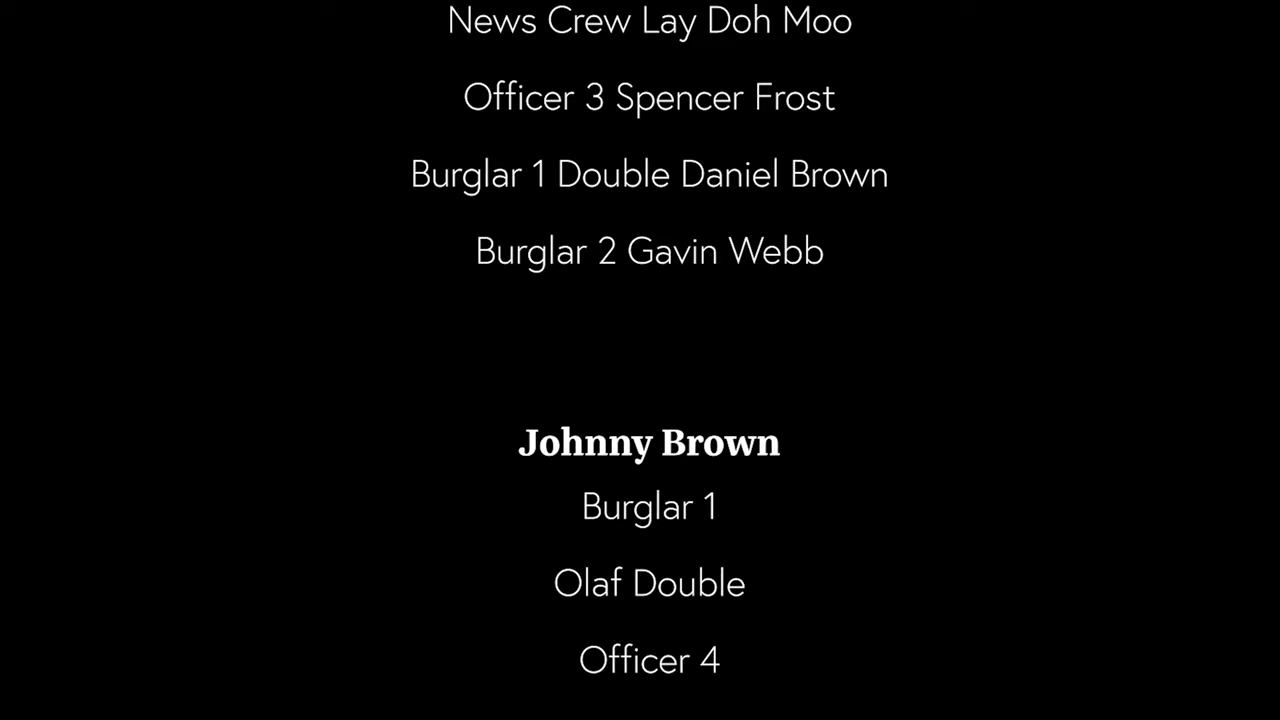 News Crew Lay Doh Moo
Officer 3 Spencer Frost
Burglar 1 Double Daniel Brown
Burglar 2 Gavin Webb
Johnny Brown
Burglar 1
Olaf Double
Officer 4